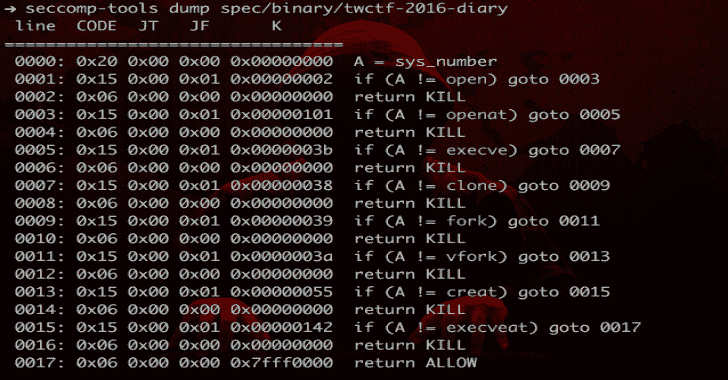 → seccomp-tools dump spec/binary/twctf-2016-diary
line CODE JT JF K
=================================
0000: 0x20 0x00 0x00 0x00000000 A = sys_number
0001: 0x15 0x00 0x01 0x00000002 if (A != open) goto 0003
0002: 0x06 0x00 0x00 0x00000000 return KILL
0003: 0x15 0x00 0x01 0x00000101 if (A != openat) goto 0005
0004: 0x06 0x00 0x00 0x00000000 return KILL
0005: 0x15 0x00 0x01 0x0000003b if (A != execve) goto 0007
0006: 0x06 0x00 0x00 0x00000000 return KILL
0007: 0x15 0x00 0x01 0x00000038 if (A != clone) goto 0009
0008: 0x06 0x00 0x00 0x00000000 return KILL
0009: 0x15 0x00 0x01 0x00000039 if (A != fork) goto 0011
0010: 0x06 0x00 0x00 0x00000000 return KILL
0011: 0x15 0x00 0x01 0x0000003a if (A != vfork) goto 0013
0012: 0x06 0x00 0x00 0x00000000 return KILL
0013: 0x15 0x00 0x01 0x00000055 if (A != creat) goto 0015
0014: 0x06 0x00 0x00 0x00000000 return KILL
0015: 0x15 0x00 0x01 0x00000142 if (A != execveat) goto 0017
0016: 0x06 0x00 0x00 0x00000000 return KILL
0017: 0x06 0x00 0x00 0x7fff0000 return ALLOW